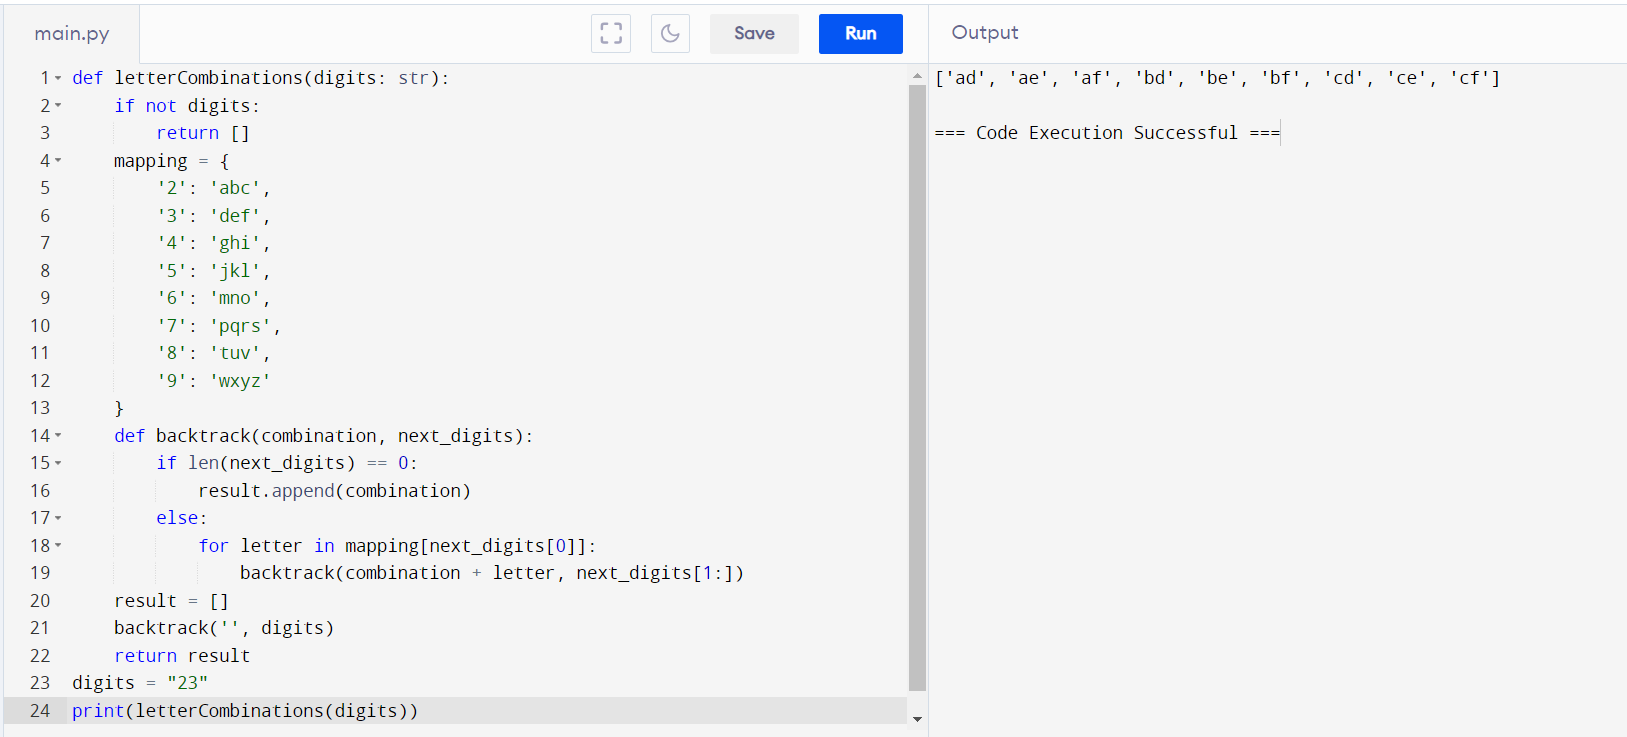 main.py
Save
Run
Output
1 def letterCombinations(digits: str):
2     if not digits:
3         return []
4     mapping = {
5         '2': 'abc',
6         '3': 'def',
7         '4': 'ghi',
8         '5': 'jkl',
9         '6': 'mno',
10         '7': 'pqrs',
11         '8': 'tuv',
12         '9': 'wxyz'
13     }
14     def backtrack(combination, next_digits):
15         if len(next_digits) == 0:
16             result.append(combination)
17         else:
18             for letter in mapping[next_digits[0]]:
19                 backtrack(combination + letter, next_digits[1:])
20     result = []
21     backtrack('', digits)
22     return result
23 digits = "23"
24 print(letterCombinations(digits))
['ad', 'ae', 'af', 'bd', 'be', 'bf', 'cd', 'ce', 'cf']
=== Code Execution Successful ===